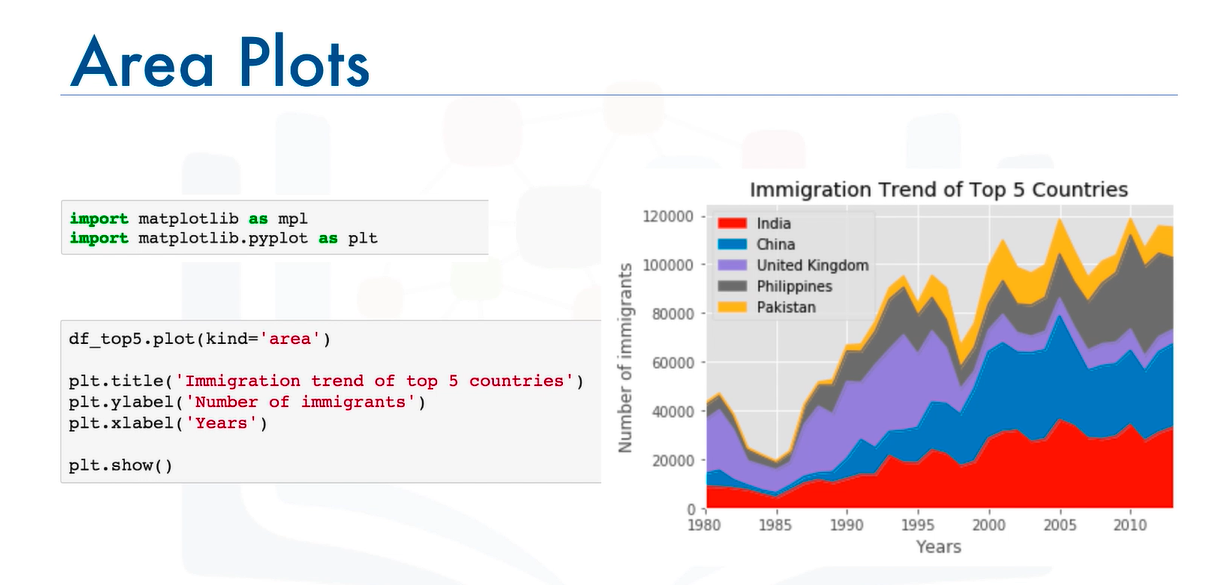 Area Plots
import matplotlib as mpl
import matplotlib.pyplot as plt
df_top5.plot(kind='area')
plt.title('Immigration trend of top 5 countries')
plt.ylabel('Number of immigrants')
plt.xlabel('Years')
plt.show()
Immigration Trend of Top 5 Countries
India
China
United Kingdom
Philippines
Pakistan
Number of immigrants
120000
100000
80000
60000
40000
20000
0
1980 1985 1990 1995 2000 2005 2010
Years